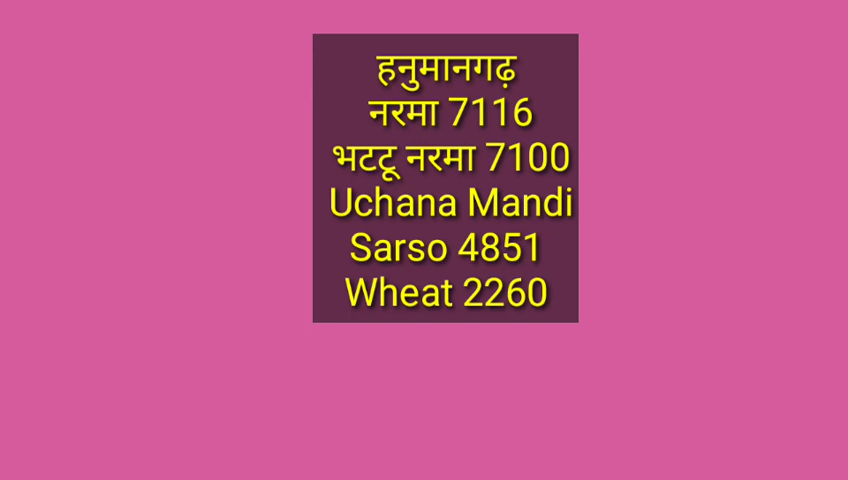 हनुमानगढ़
नरमा 7116
भटटू नरमा 7100
Uchana Mandi
Sarso 4851
Wheat 2260